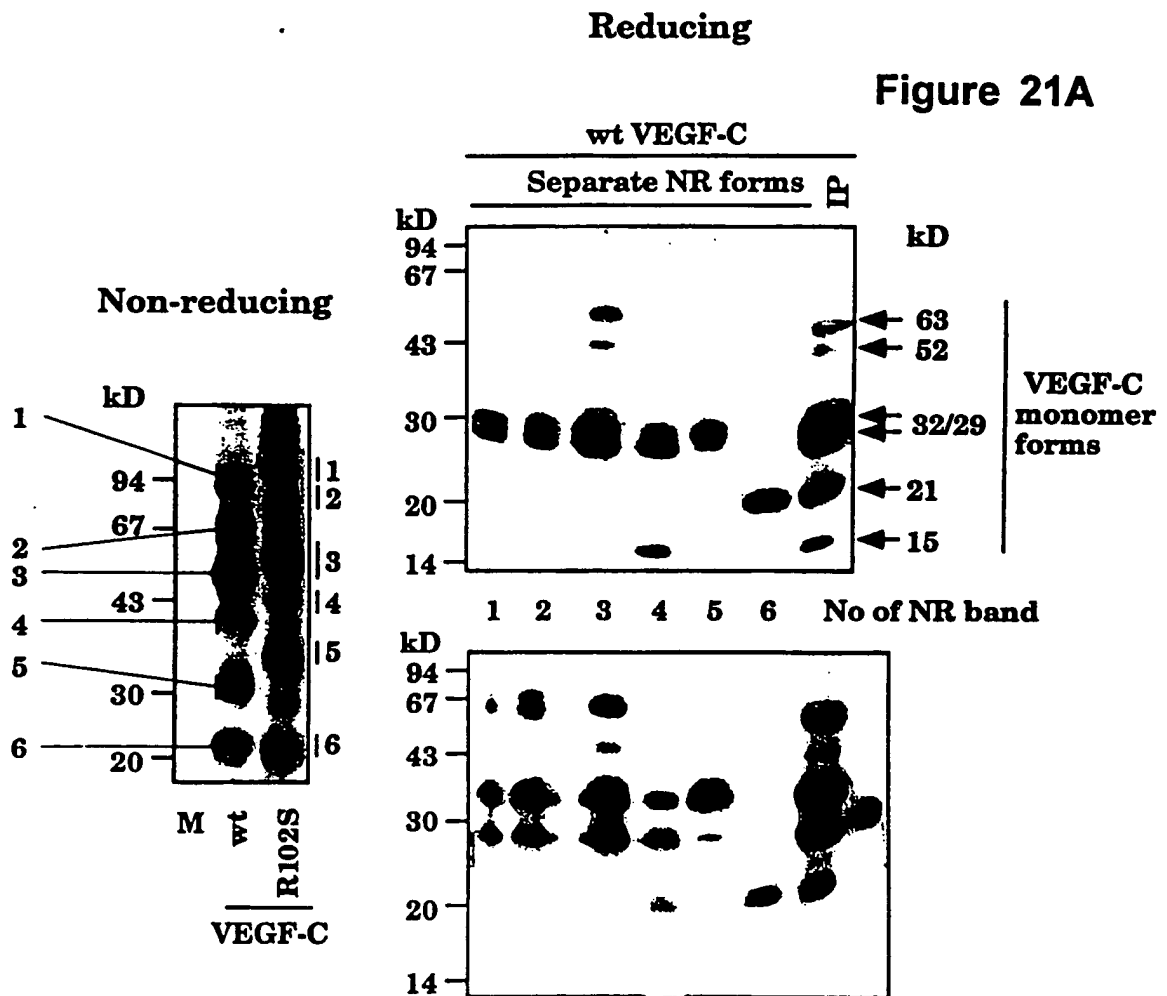 Reducing
Figure 21A
wt VEGF-C
Separate NR forms
IP
kD
94
67
43
30
20
14
kD
63
52
32/29
21
15
VEGF-C
monomer
forms
Non-reducing
kD
94
67
43
30
20
1
2
3
4
5
6
1
2
3
4
5
6
M
wt
R102S
VEGF-C
1 2 3 4 5 6 No of NR band
kD
94
67
43
30
20
14